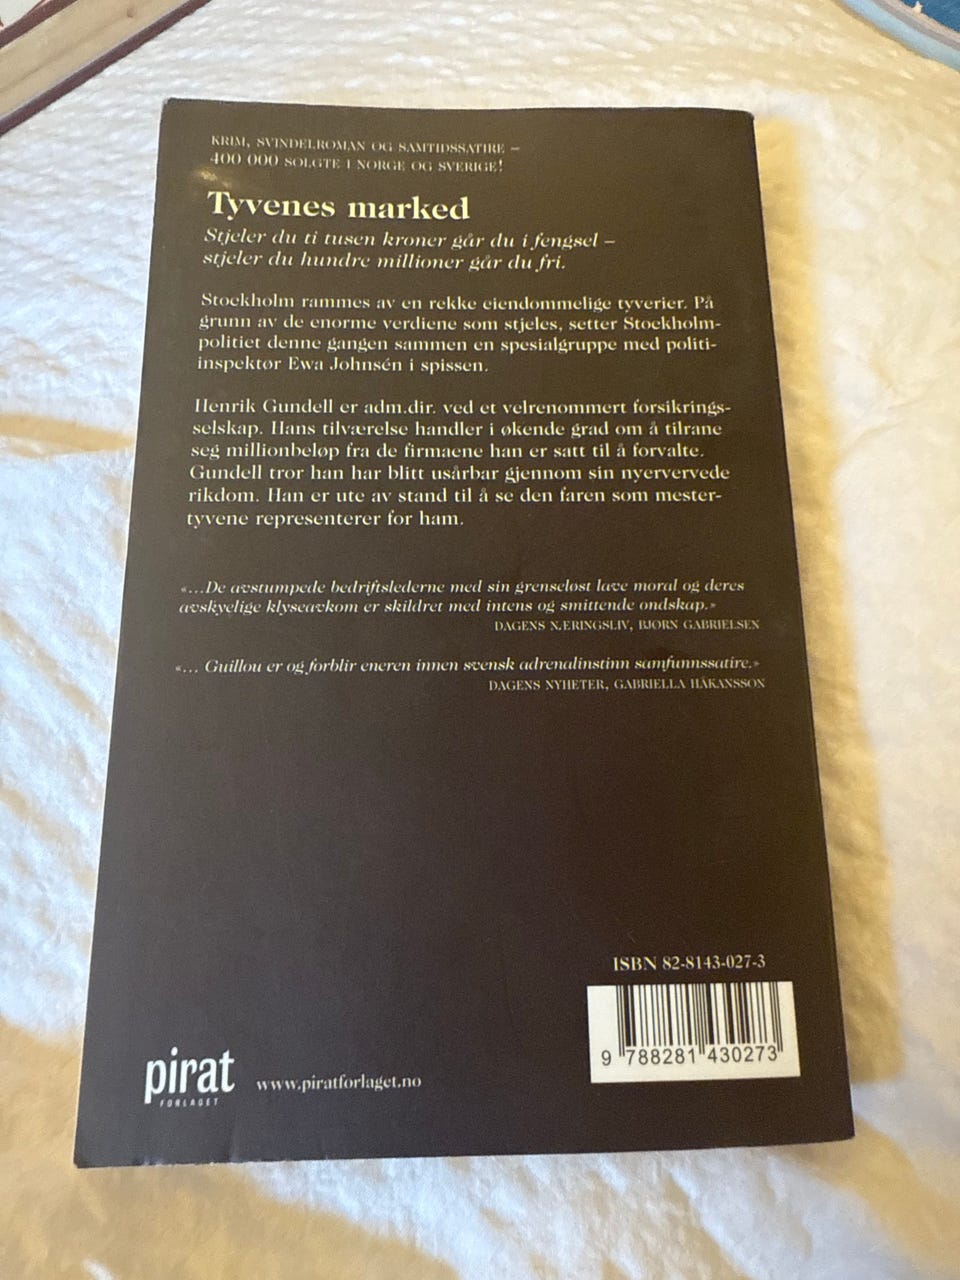 KRIM, SVINDELROMAN OG SAMTIDSSATIRE –
400 000 SOLGTE I NORGE OG SVERIGE!
Tyvenes marked
Stjeler du ti tusen kroner går du i fengsel –
stjeler du hundre millioner går du fri.
Stockholm rammes av en rekke eiendommelige tyverier. På
grunn av de enorme verdiene som stjeles, setter Stockholm-
politiet denne gangen sammen en spesialgruppe med politi-
inspektør Ewa Johnsén i spissen.
Henrik Gundell er adm.dir. ved et velrenommert forsikrings-
selskap. Hans tilværelse handler i økende grad om å tilrane
seg millionbeløp fra de firmaene han er satt til å forvalte.
Gundell tror han har blitt usårbar gjennom sin nyervervede
rikdom. Han er ute av stand til å se den faren som mester-
tyvene representerer for ham.
«...De avstumpede bedriftslederne med sin grenseløst lave moral og deres
avskyelige klyseavkom er skildret med intens og smittende ondskap.»
DAGENS NÆRINGSLIV, BJØRN GABRIELSEN
«... Guillou er og forblir eneren innen svensk adrenalinstinn samfunnssatire.»
DAGENS NYHETER, GABRIELLA HÅKANSSON
ISBN 82-8143-027-3
9 788281 430273
pirat
FORLAGET
www.piratforlaget.no